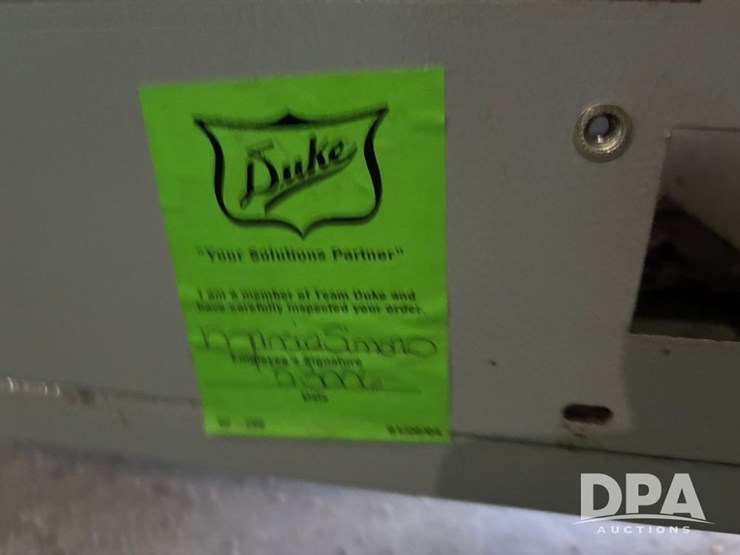 Duke
"Your Solutions Partner"
I am a member of Team Duke and
have carefully inspected your order.
Employee's Signature
Date
DPA
AUCTIONS